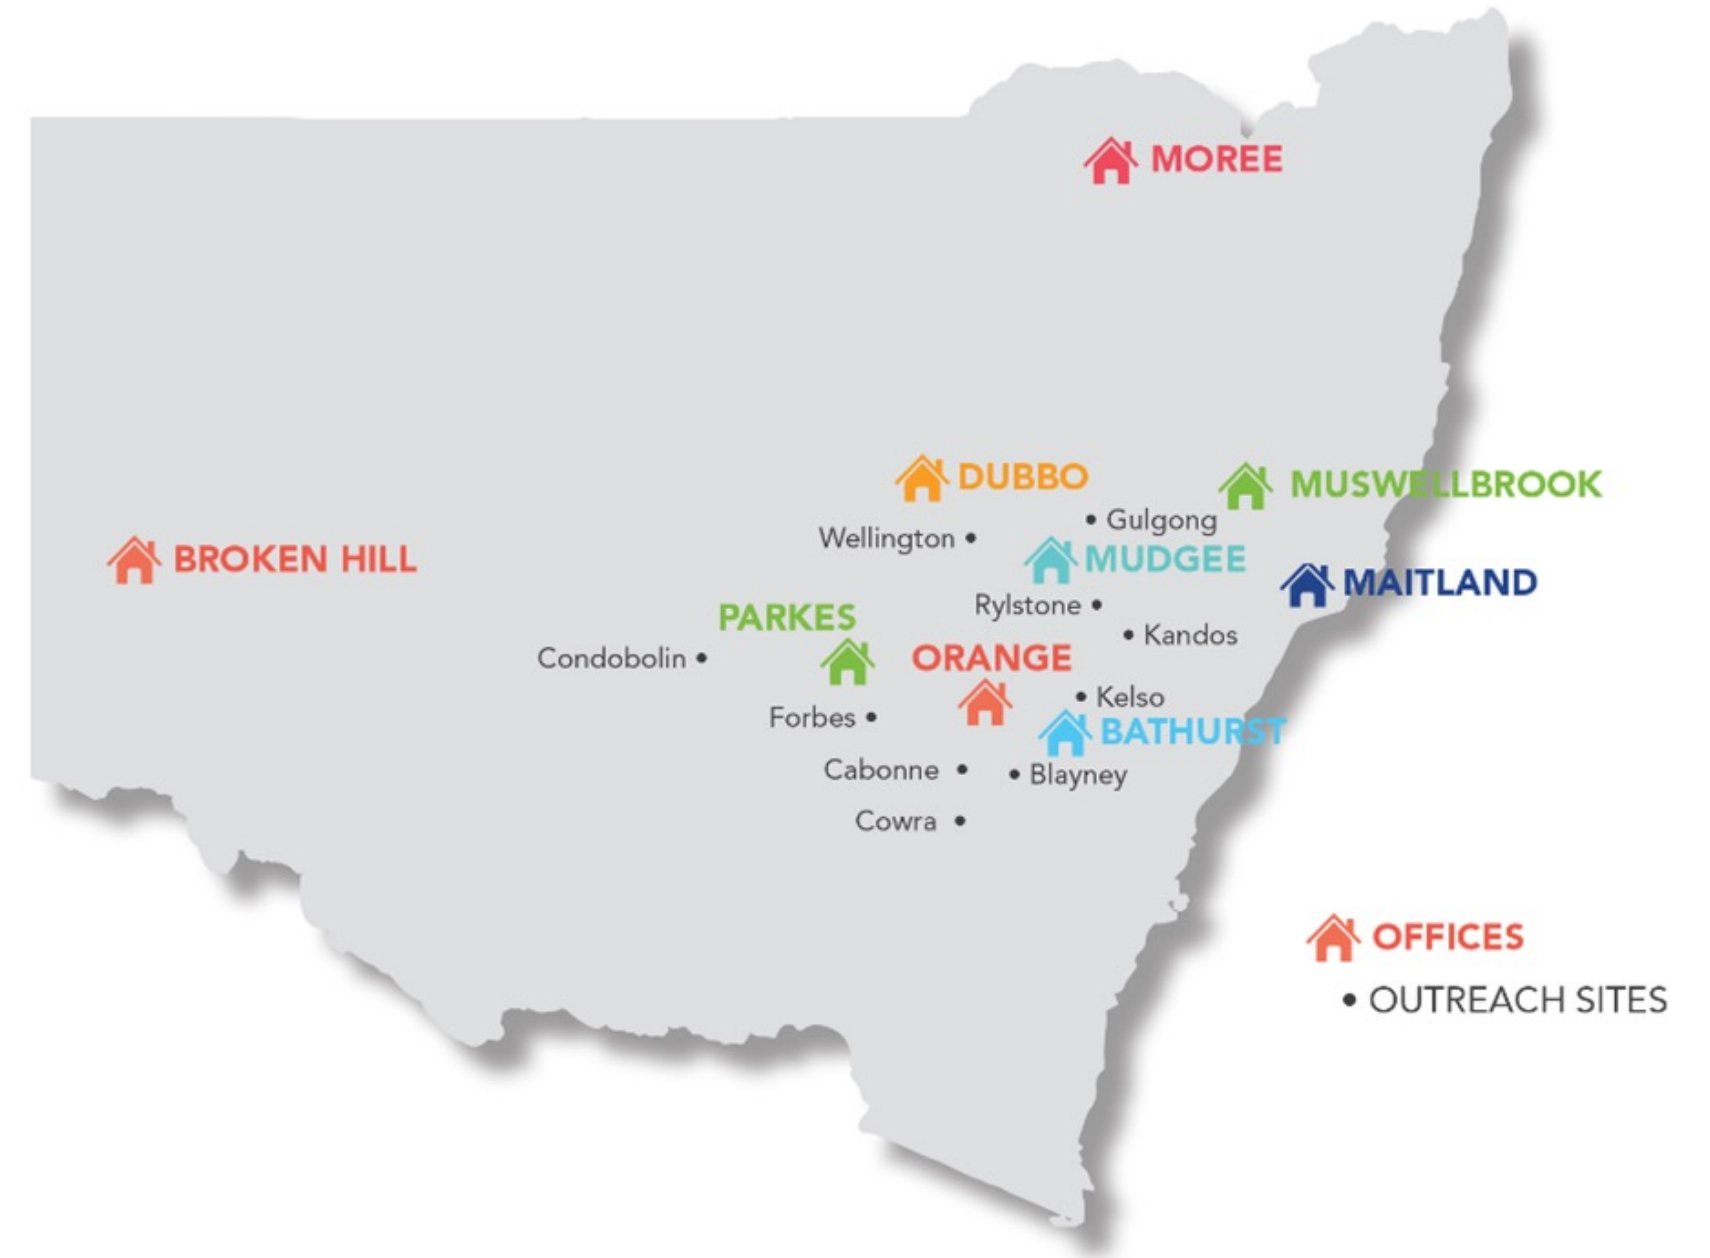 MOREE
DUBBO
MUSWELLBROOK
Gulgong
Wellington
BROKEN HILL
MUDGEE
MAITLAND
Rylstone
PARKES
Kandos
Condobolin
ORANGE
Kelso
Forbes
BATHURST
Cabonne
Blayney
Cowra
OFFICES
OUTREACH SITES